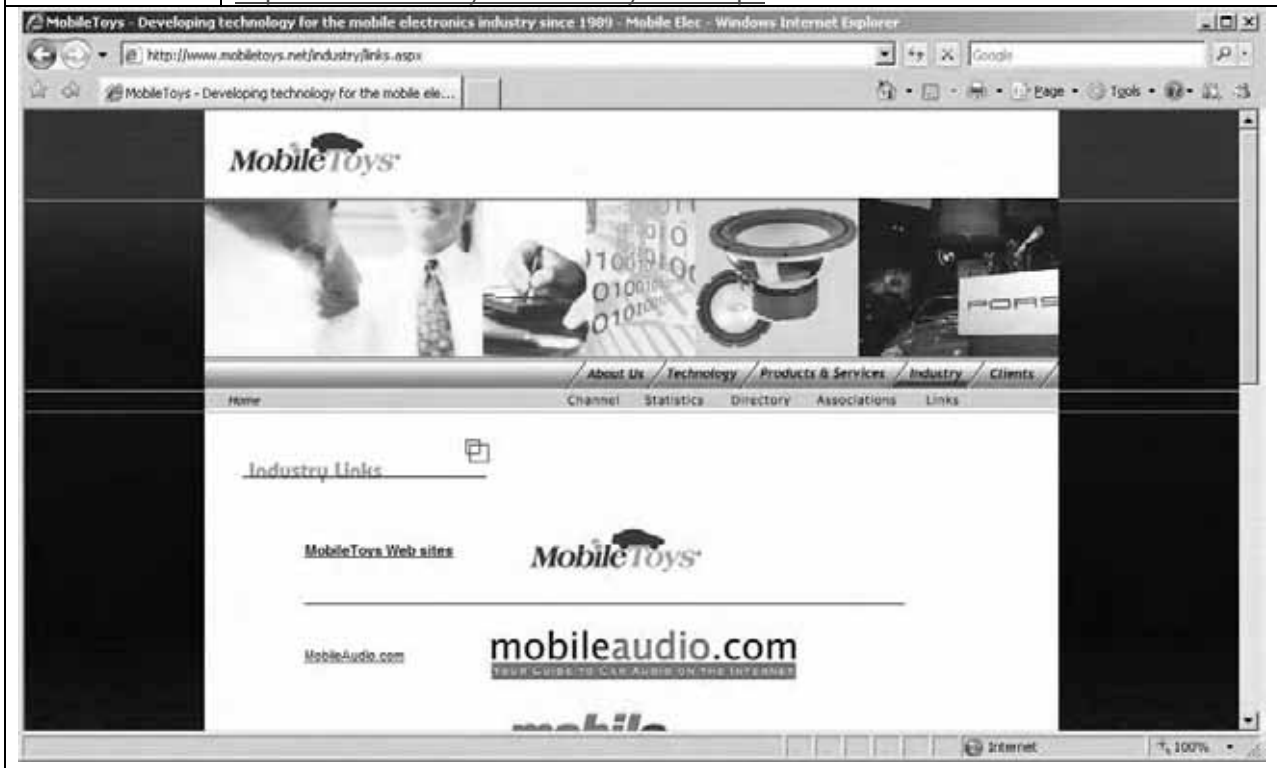 MobileToys - Developing technology for the mobile electronics industry since 1989 - Mobile Elec - Windows Internet Explorer
http://www.mobiletoys.net/industry/links.aspx
Google
MobileToys - Developing technology for the mobile ele...
Page Tools
MobileToys
10
01001
PORS
About Us Technology Products & Services Industry Clients
Home Channel Statistics Directory Associations Links
Industry Links
MobileToys Web sites
MobileToys
MobileAudio.com
mobileaudio.com
YOUR GUIDE TO CAR AUDIO ON THE INTERNET
mobile
Internet 100%